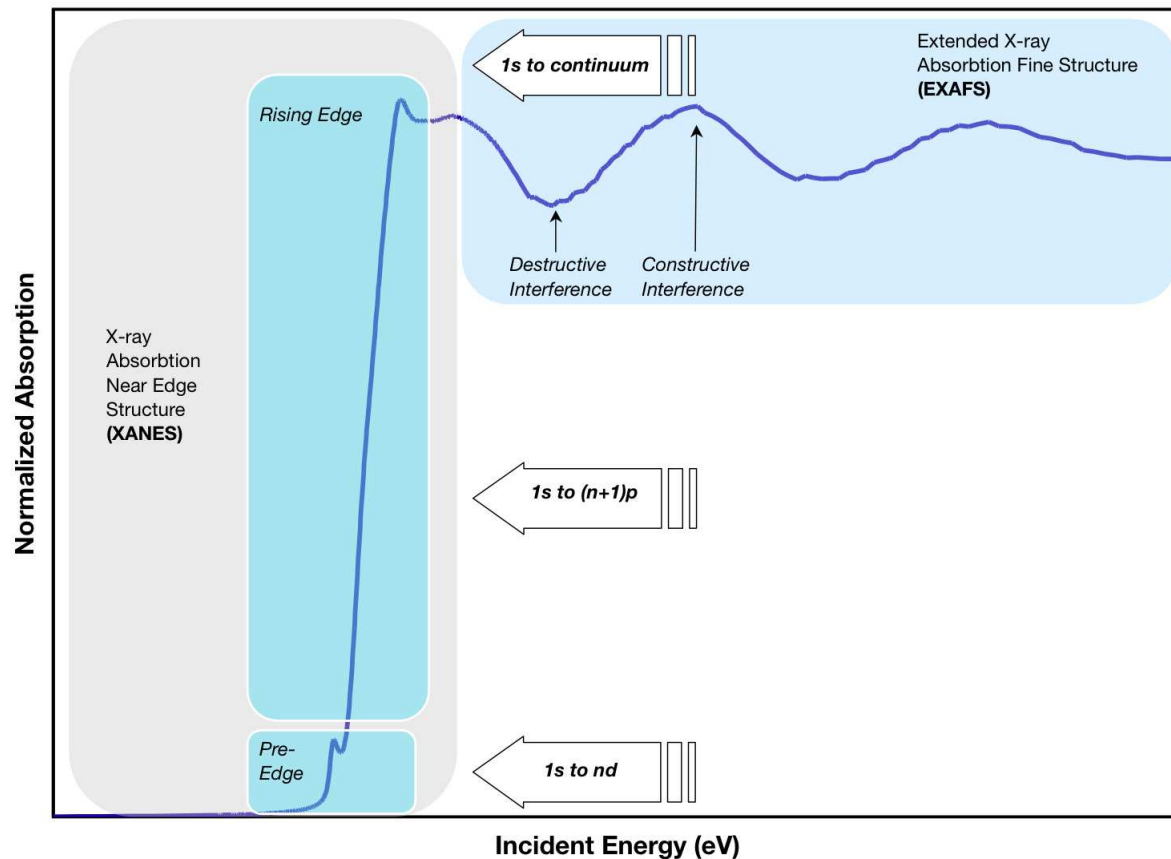 1s to continuum
Extended X-ray
Absorbtion Fine Structure
(EXAFS)
Rising Edge
Destructive
Interference
Constructive
Interference
X-ray
Absorbtion
Near Edge
Structure
(XANES)
1s to (n+1)p
Pre-
Edge
1s to nd
Normalized Absorption
Incident Energy (eV)